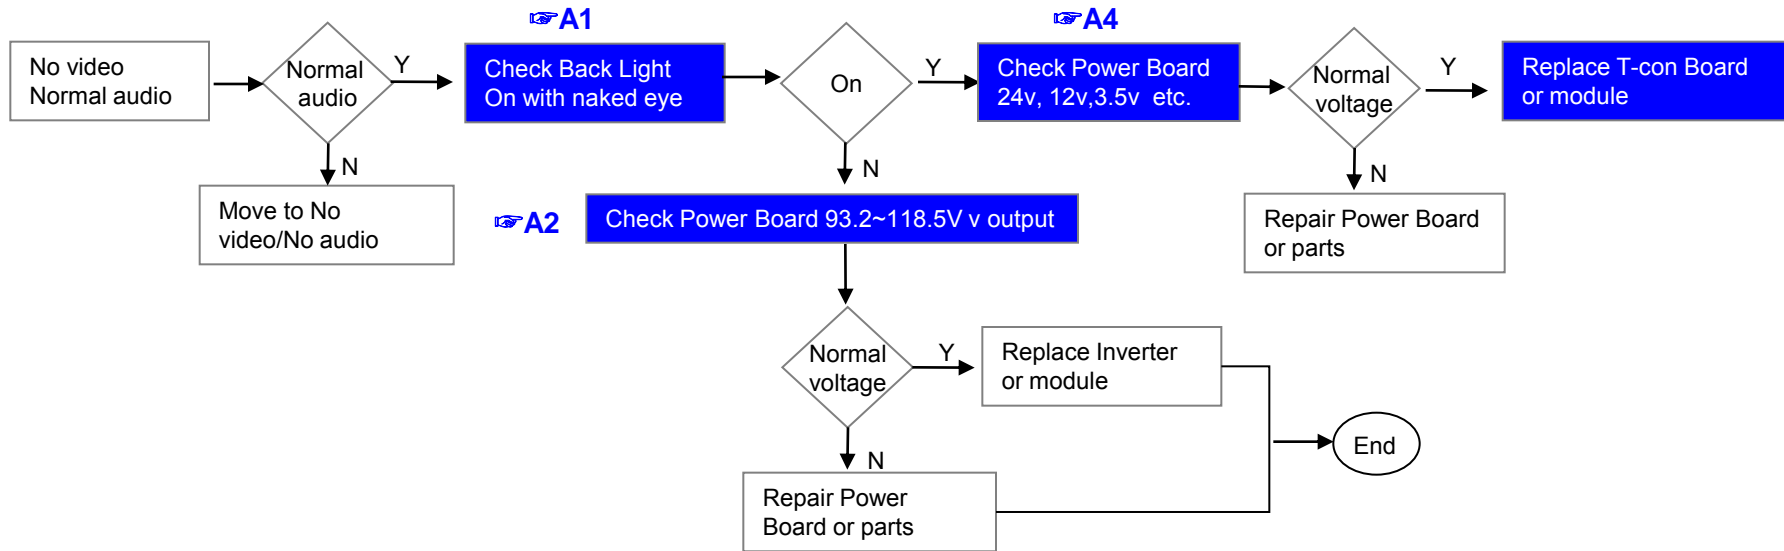 ☞A1
☞A4
No video
Normal audio
Normal
audio
Y
Check Back Light
On with naked eye
On
Y
Check Power Board
24v, 12v,3.5v etc.
Normal
voltage
Y
Replace T-con Board
or module
N
N
N
Move to No
video/No audio
☞A2
Check Power Board 93.2~118.5V v output
Repair Power Board
or parts
Normal
voltage
Y
Replace Inverter
or module
End
N
Repair Power
Board or parts